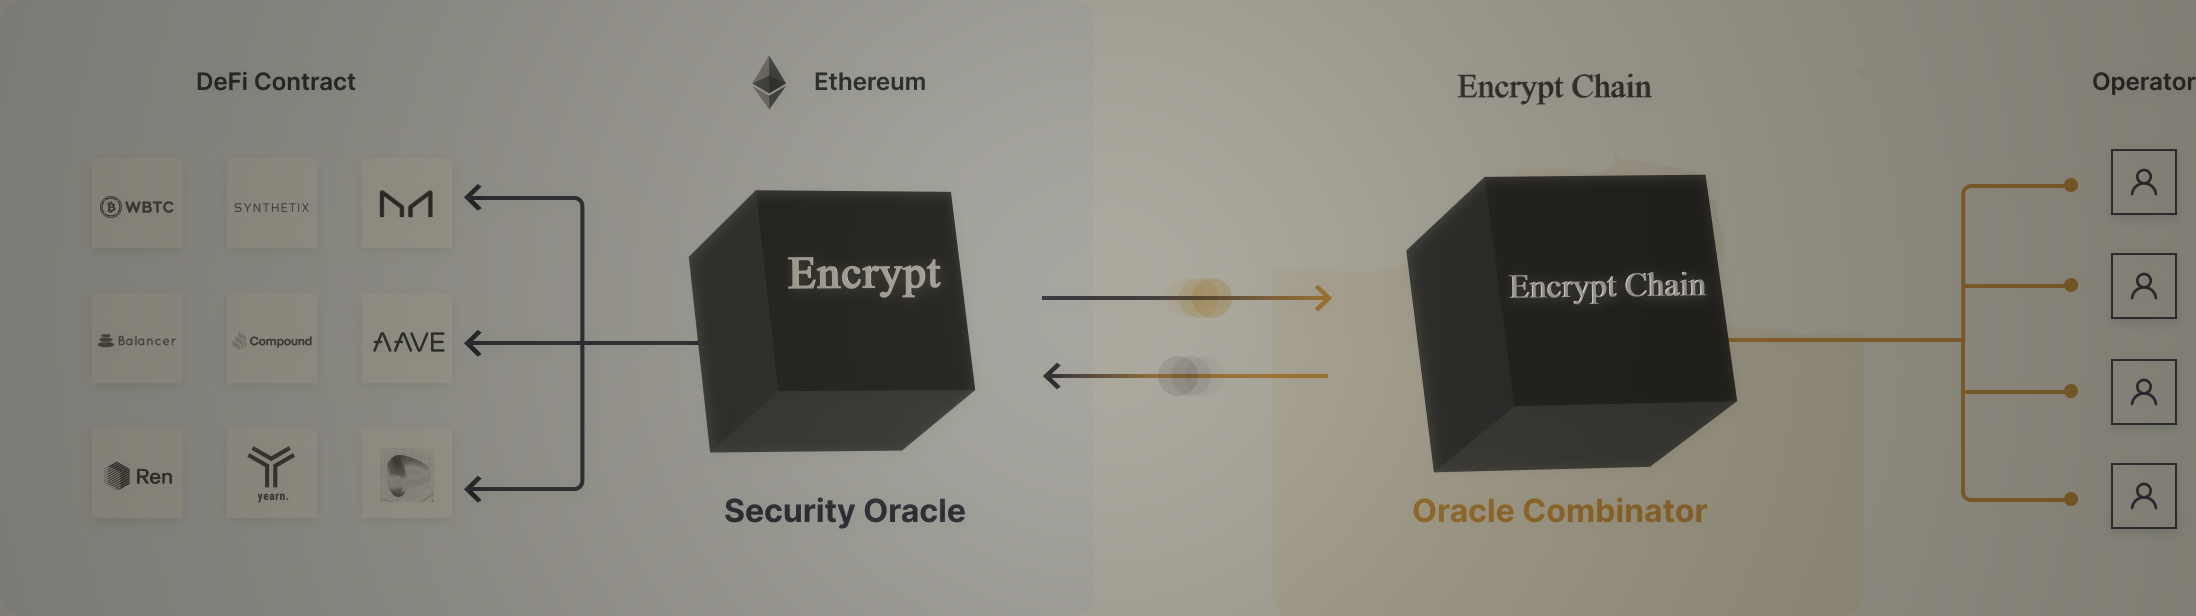 DeFi Contract
Ethereum
Encrypt Chain
Operator
WBTC
SYNTHETIX
Encrypt
Encrypt Chain
Balancer
Compound
AAVE
Ren
yearn.
Security Oracle
Oracle Combinator